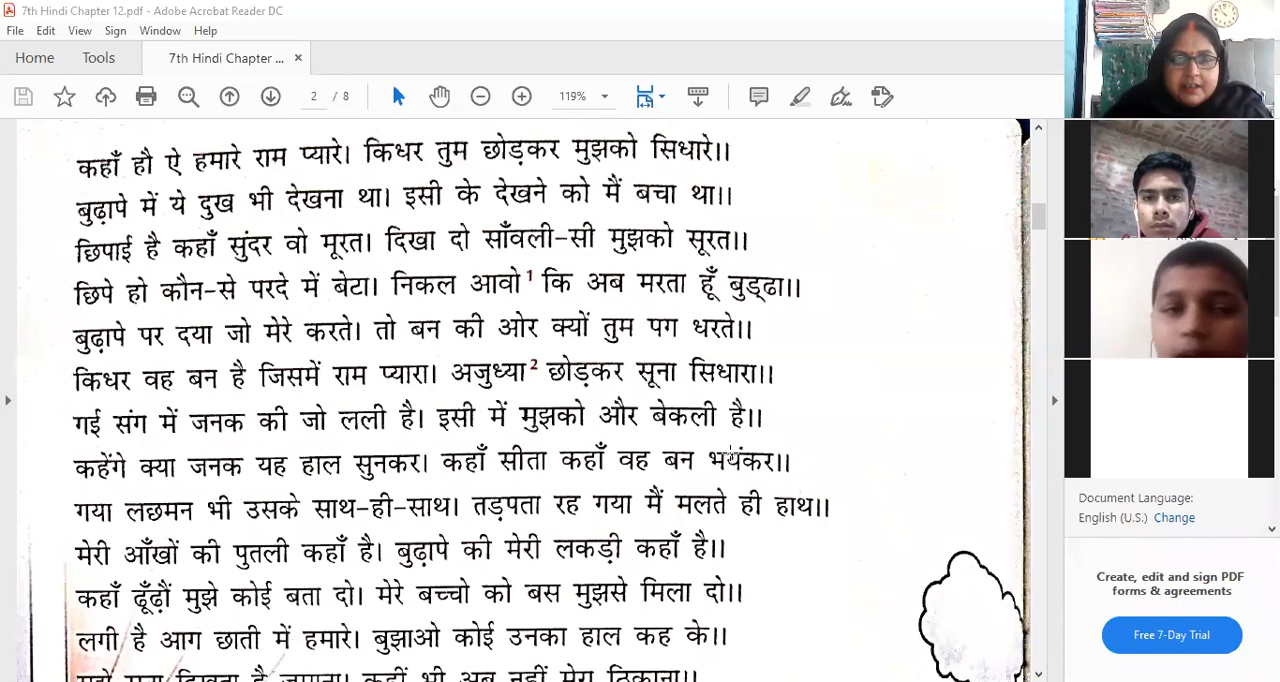 7th Hindi Chapter 12.pdf - Adobe Acrobat Reader DC
File Edit View Sign Window Help
Home Tools 7th Hindi Chapter ... ×
2 / 8 119%
कहाँ हौ ऐ हमारे राम प्यारे। किधर तुम छोड़कर मुझको सिधारे।।
बुढ़ापे में ये दुख भी देखना था। इसी के देखने को मैं बचा था।।
छिपाई है कहाँ सुंदर वो मूरत। दिखा दो साँवली-सी मुझको सूरत।।
छिपे हो कौन-से परदे में बेटा। निकल आवो1 कि अब मरता हूँ बुड्ढा।।
बुढ़ापे पर दया जो मेरे करते। तो बन की ओर क्यों तुम पग धरते।।
किधर वह बन है जिसमें राम प्यारा। अजुध्या2 छोड़कर सूना सिधारा।।
गई संग में जनक की जो लली है। इसी में मुझको और बेकली है।।
कहेंगे क्या जनक यह हाल सुनकर। कहाँ सीता कहाँ वह बन भयंकर।।
गया लछमन भी उसके साथ-ही-साथ। तड़पता रह गया मैं मलते ही हाथ।।
मेरी आँखों की पुतली कहाँ है। बुढ़ापे की मेरी लकड़ी कहाँ है।।
कहाँ ढूँढ़ौं मुझे कोई बता दो। मेरे बच्चो को बस मुझसे मिला दो।।
लगी है आग छाती में हमारे। बुझाओ कोई उनका हाल कह के।।
Document Language:
English (U.S.) Change
Create, edit and sign PDF
forms & agreements
Free 7-Day Trial